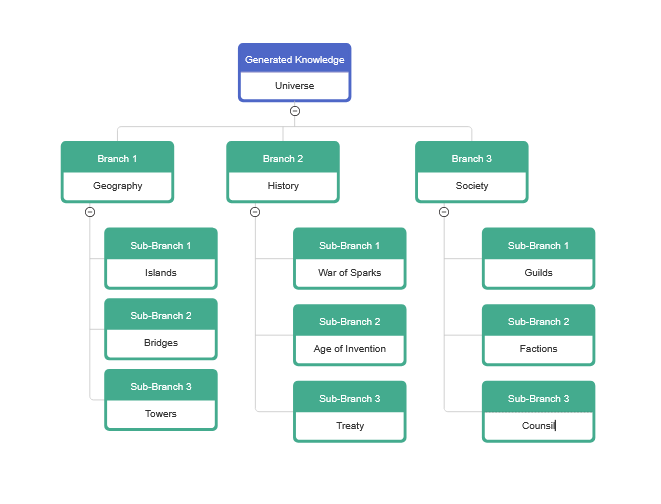 Generated Knowledge
Universe
Branch 1
Geography
Branch 2
History
Branch 3
Society
Sub-Branch 1
Islands
Sub-Branch 2
Bridges
Sub-Branch 3
Towers
Sub-Branch 1
War of Sparks
Sub-Branch 2
Age of Invention
Sub-Branch 3
Treaty
Sub-Branch 1
Guilds
Sub-Branch 2
Factions
Sub-Branch 3
Counsil